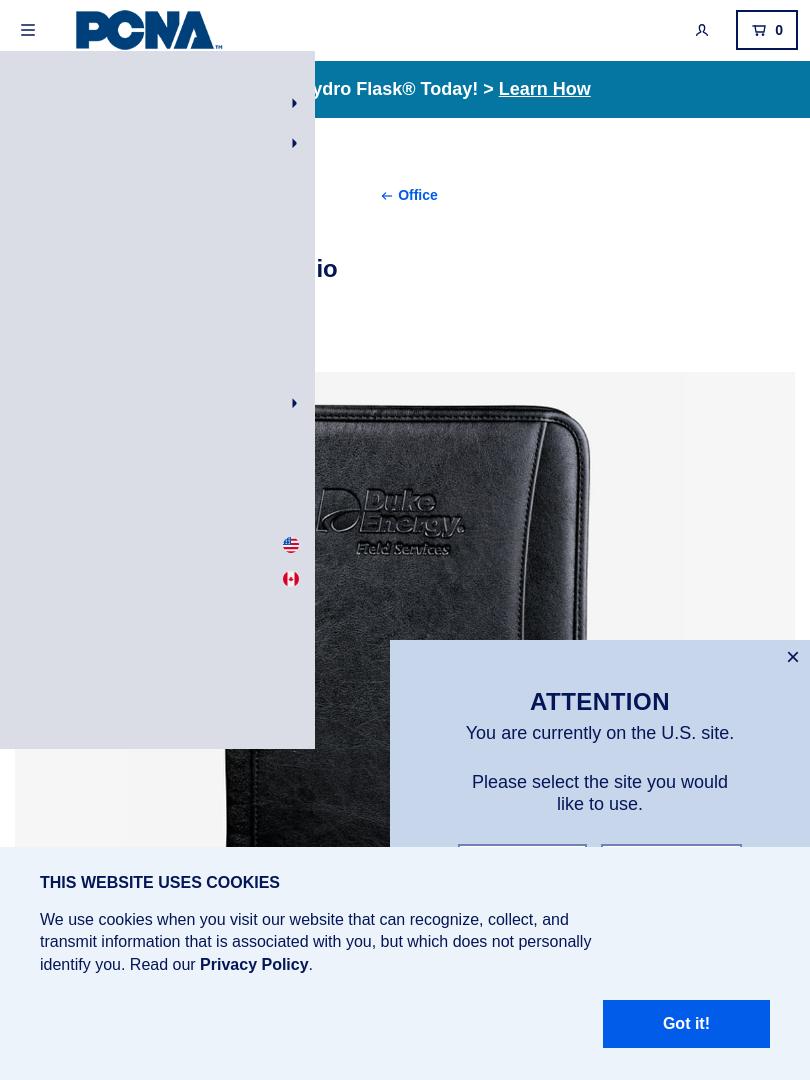 PCNA™
0
ydro Flask® Today! > Learn How
← Office
io
Duke
Energy®
Field Services
×
ATTENTION
You are currently on the U.S. site.
Please select the site you would
like to use.
THIS WEBSITE USES COOKIES
We use cookies when you visit our website that can recognize, collect, and
transmit information that is associated with you, but which does not personally
identify you. Read our Privacy Policy.
Got it!